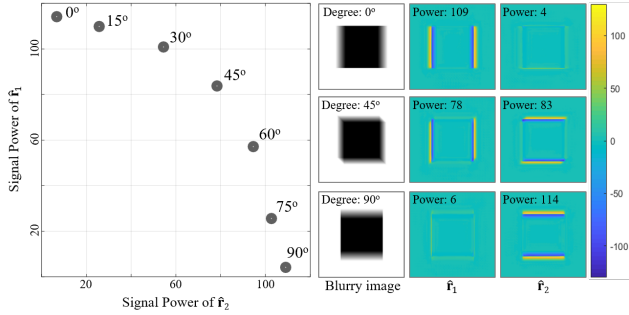 0°
15°
30°
45°
60°
75°
90°
100
60
20
20
60
100
Signal Power of r̂₁
Signal Power of r̂₂
Degree: 0°
Power: 109
Power: 4
Degree: 45°
Power: 78
Power: 83
Degree: 90°
Power: 6
Power: 114
Blurry image
r̂₁
r̂₂
100
50
0
-50
-100